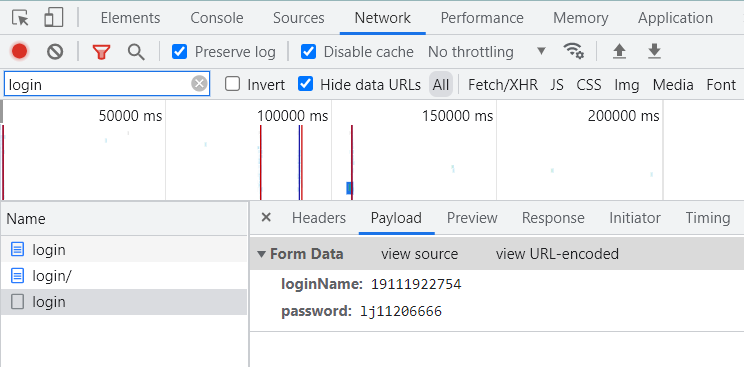 Elements Console Sources Network Performance Memory Application
Preserve log Disable cache No throttling
login Invert Hide data URLs All Fetch/XHR JS CSS Img Media Font
50000 ms 100000 ms 150000 ms 200000 ms
Name × Headers Payload Preview Response Initiator Timing
login ▼ Form Data view source view URL-encoded
login/ loginName: 19111922754
login password: lj11206666